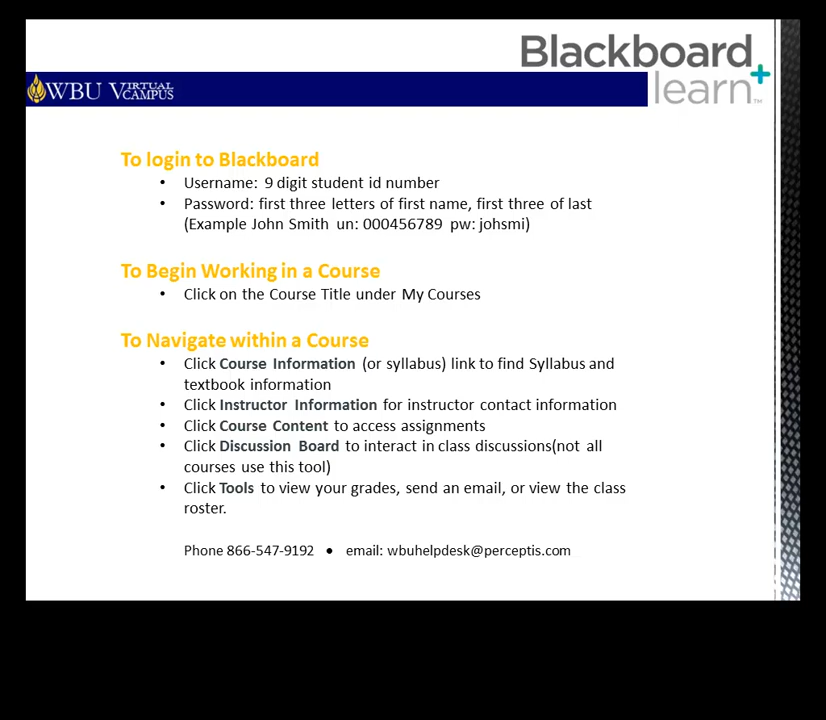 Blackboard
learn+™
WBU VIRTUAL CAMPUS
To login to Blackboard
• Username: 9 digit student id number
• Password: first three letters of first name, first three of last
(Example John Smith un: 000456789 pw: johsmi)
To Begin Working in a Course
• Click on the Course Title under My Courses
To Navigate within a Course
• Click Course Information (or syllabus) link to find Syllabus and
textbook information
• Click Instructor Information for instructor contact information
• Click Course Content to access assignments
• Click Discussion Board to interact in class discussions(not all
courses use this tool)
• Click Tools to view your grades, send an email, or view the class
roster.
Phone 866-547-9192 • email: wbuhelpdesk@perceptis.com